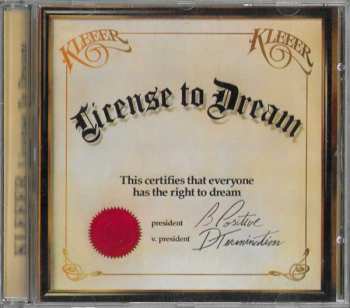 KLEEER KLEEER
License to Dream
This certifies that everyone
has the right to dream
president B Positive
v. president D Termination
KLEEER License To Dream